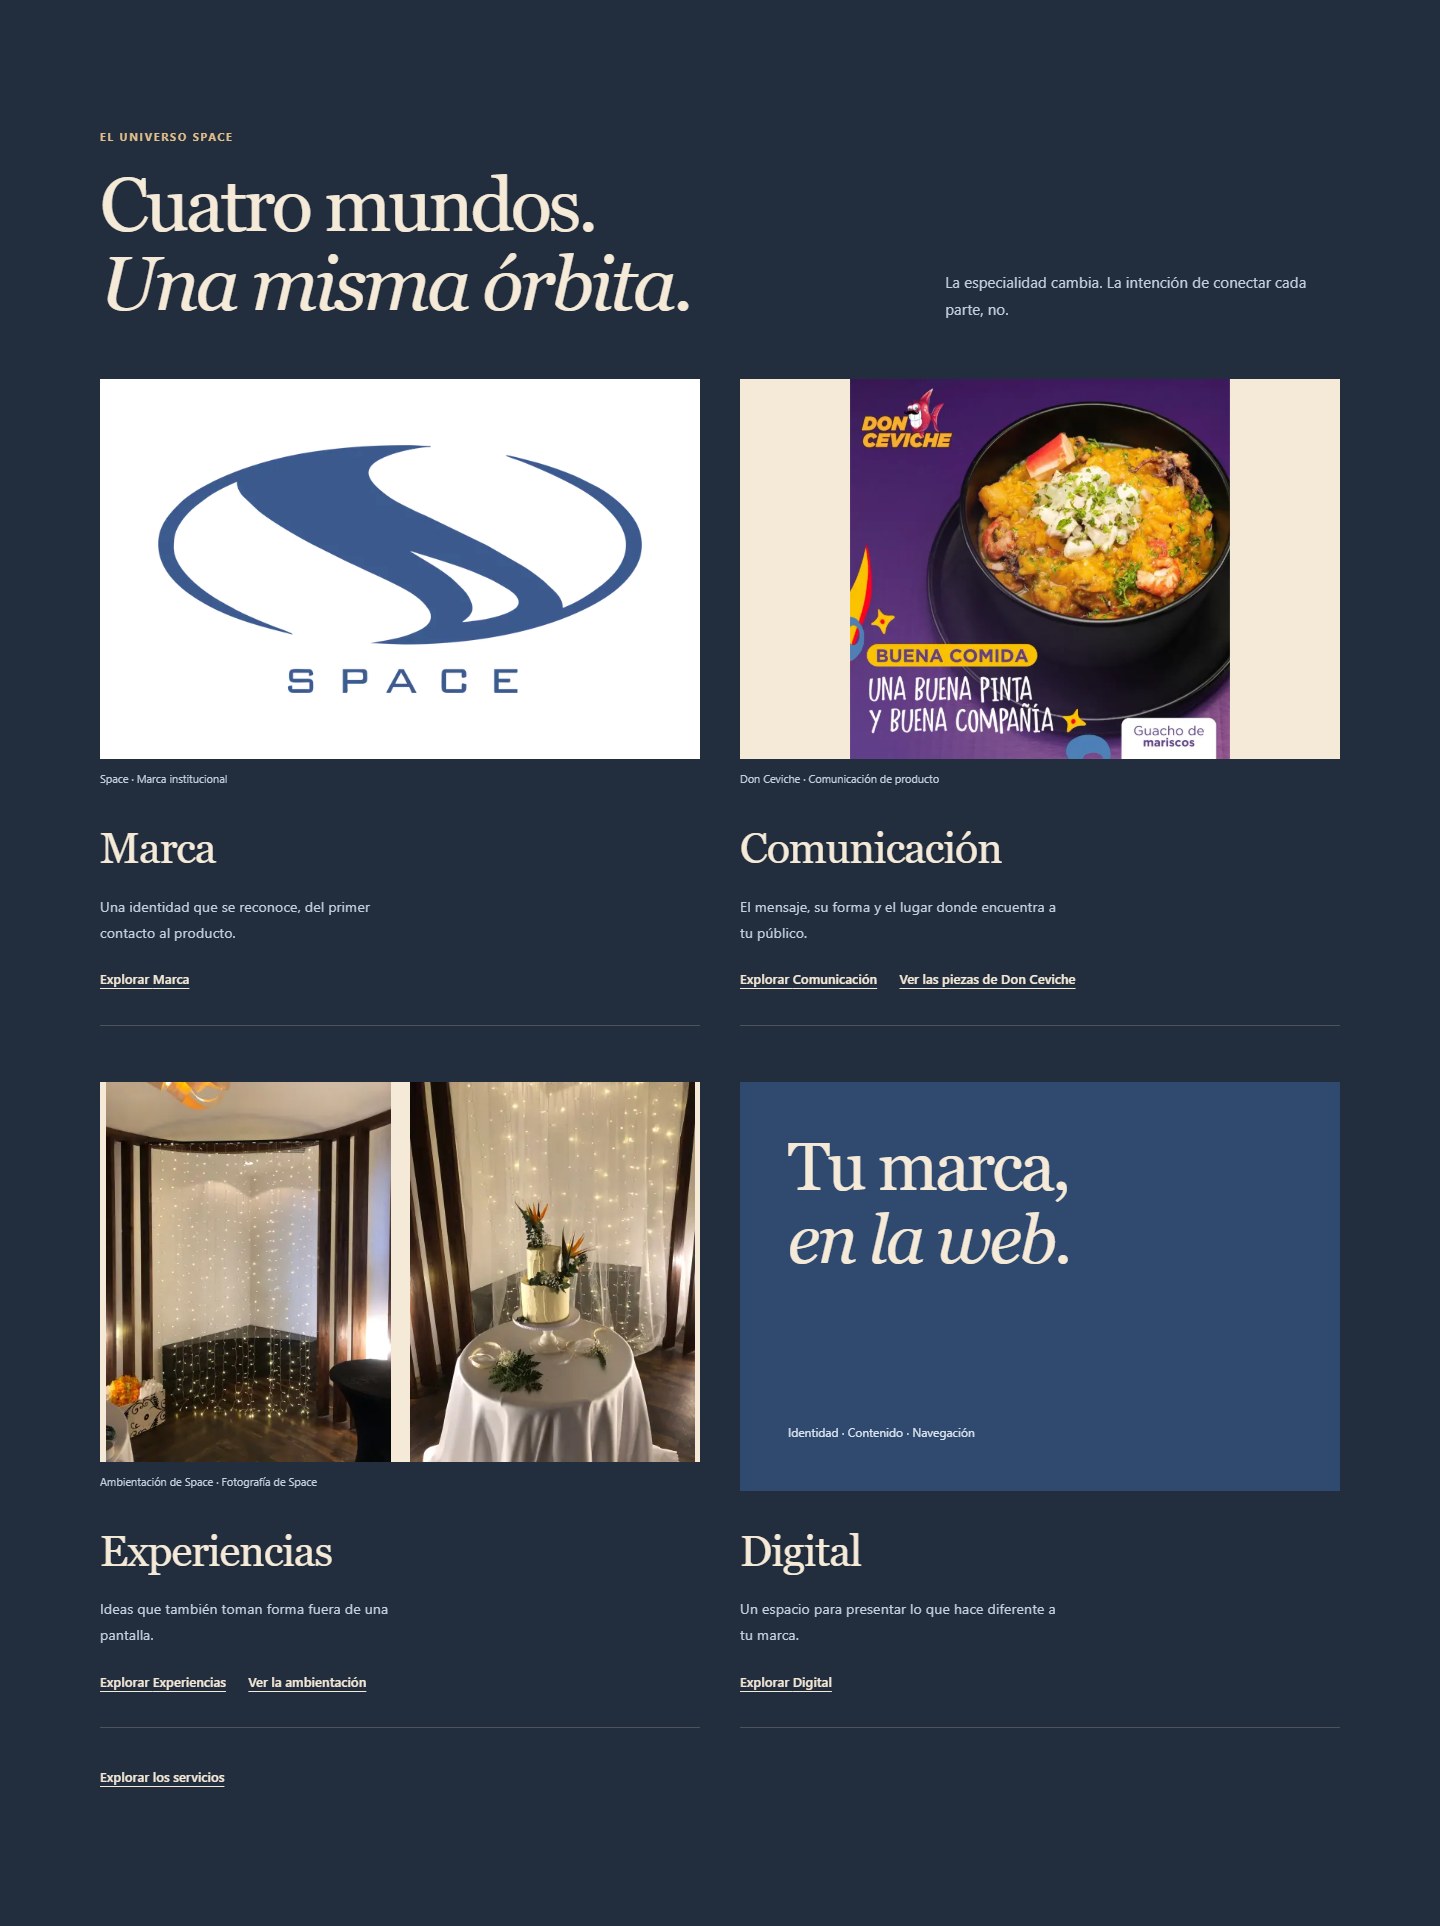 EL UNIVERSO SPACE
Cuatro mundos.
Una misma órbita.
La especialidad cambia. La intención de conectar cada
parte, no.
SPACE
Space · Marca institucional
DON
CEVICHE
BUENA COMIDA
UNA BUENA PINTA
Y BUENA COMPAÑÍA
Guacho de
mariscos
Don Ceviche · Comunicación de producto
Marca
Una identidad que se reconoce, del primer
contacto al producto.
Explorar Marca
Comunicación
El mensaje, su forma y el lugar donde encuentra a
tu público.
Explorar Comunicación Ver las piezas de Don Ceviche
Ambientación de Space · Fotografía de Space
Tu marca,
en la web.
Identidad · Contenido · Navegación
Experiencias
Ideas que también toman forma fuera de una
pantalla.
Explorar Experiencias Ver la ambientación
Digital
Un espacio para presentar lo que hace diferente a
tu marca.
Explorar Digital
Explorar los servicios